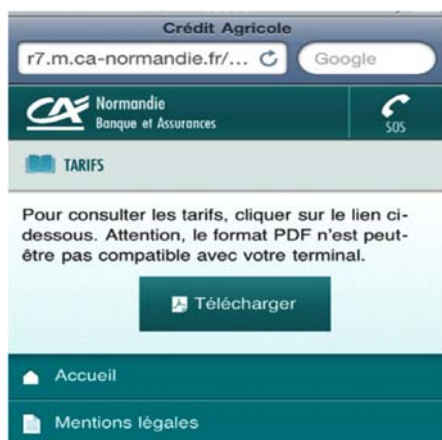 Crédit Agricole
r7.m.ca-normandie.fr/... Google
CA Normandie
Banque et Assurances
SOS
TARIFS
Pour consulter les tarifs, cliquer sur le lien ci-
dessous. Attention, le format PDF n'est peut-
être pas compatible avec votre terminal.
Télécharger
Accueil
Mentions légales